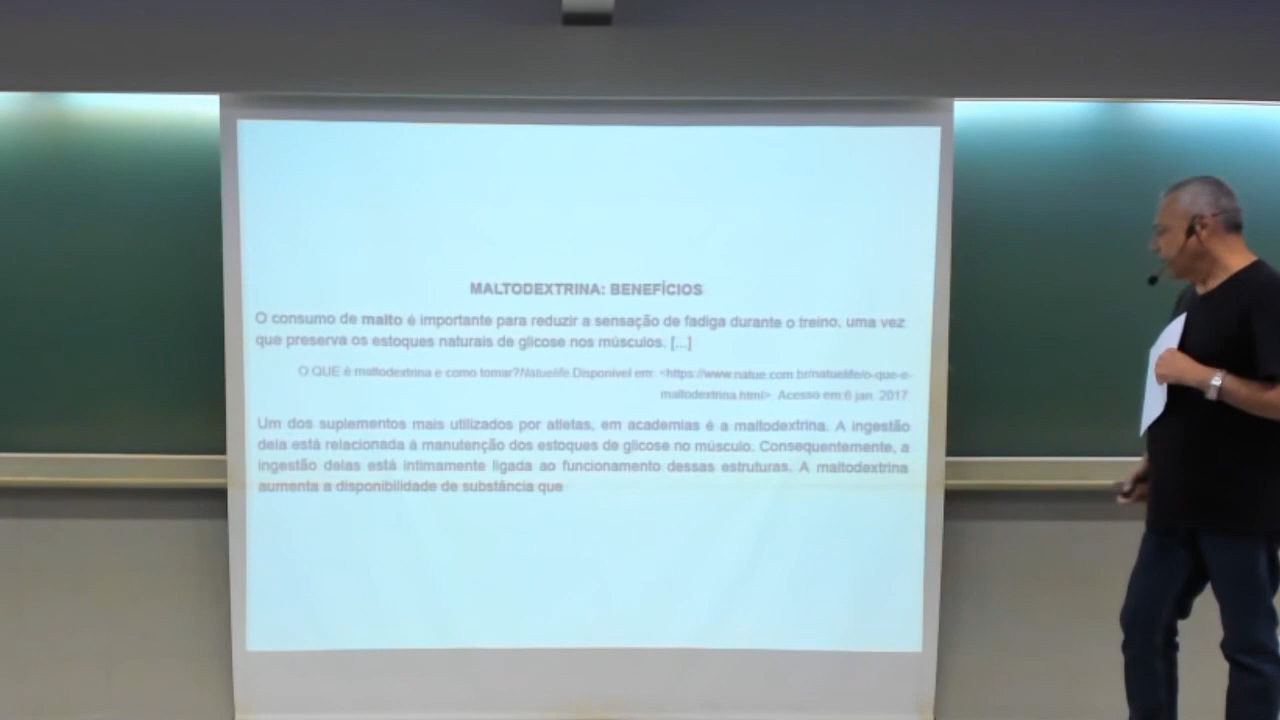 MALTODEXTRINA: BENEFÍCIOS
O consumo de malto é importante para reduzir a sensação de fadiga durante o treino, uma vez
que preserva os estoques naturais de glicose nos músculos. [...]
O QUE é maltodextrina e como tomar?Natuelife.Disponível em: <https://www.natue.com.br/natuelife/o-que-e-
maltodextrina.html>. Acesso em:6 jan. 2017
Um dos suplementos mais utilizados por atletas, em academias é a maltodextrina. A ingestão
dela está relacionada à manutenção dos estoques de glicose no músculo. Consequentemente, a
ingestão delas está intimamente ligada ao funcionamento dessas estruturas. A maltodextrina
aumenta a disponibilidade de substância que